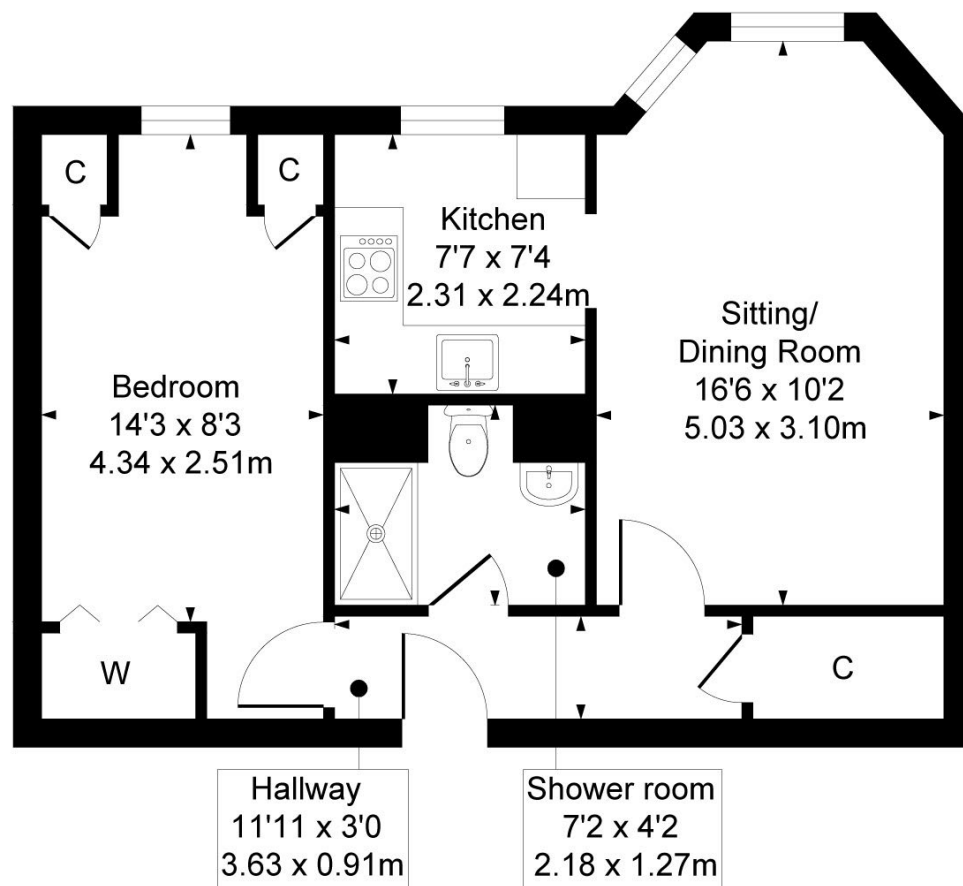 C
C
Kitchen
7'7 x 7'4
2.31 x 2.24m
Sitting/
Dining Room
16'6 x 10'2
5.03 x 3.10m
Bedroom
14'3 x 8'3
4.34 x 2.51m
W
C
Hallway
11'11 x 3'0
3.63 x 0.91m
Shower room
7'2 x 4'2
2.18 x 1.27m